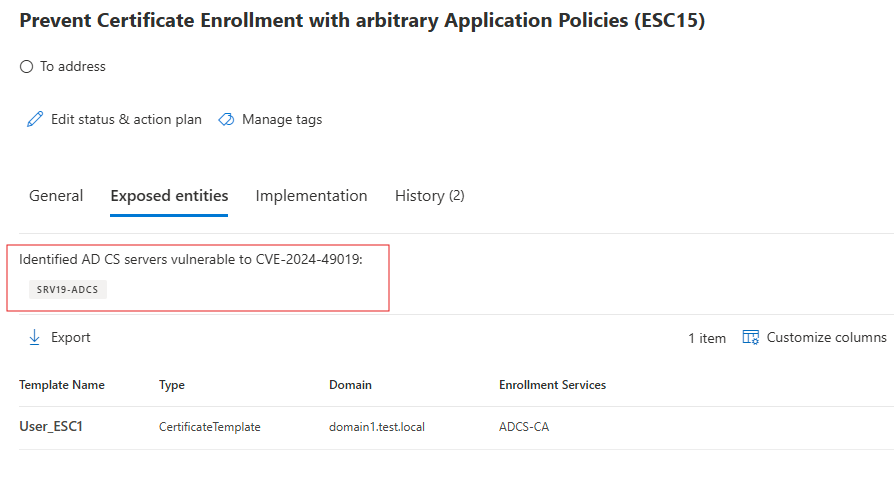 Prevent Certificate Enrollment with arbitrary Application Policies (ESC15)
To address
Edit status & action plan Manage tags
General Exposed entities Implementation History (2)
Identified AD CS servers vulnerable to CVE-2024-49019:
SRV19-ADCS
Export 1 item Customize columns
Template Name Type Domain Enrollment Services
User_ESC1 CertificateTemplate domain1.test.local ADCS-CA